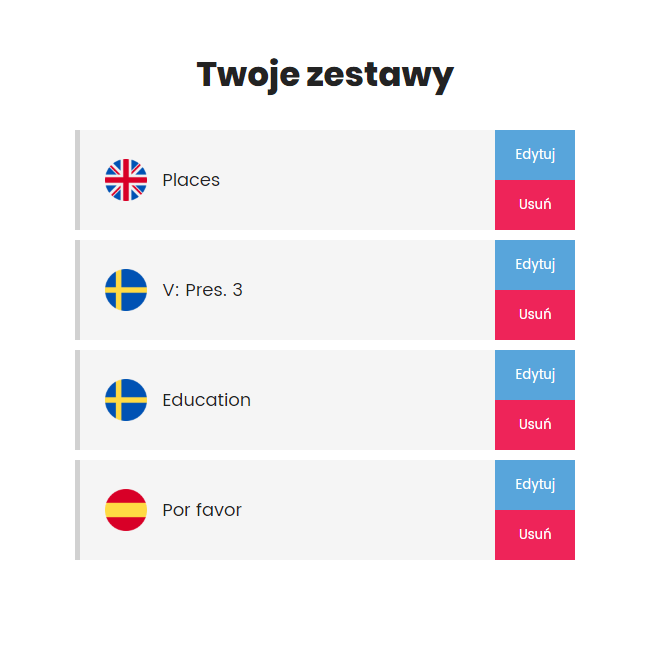 Twoje zestawy
Places
Edytuj
Usuń
V: Pres. 3
Edytuj
Usuń
Education
Edytuj
Usuń
Por favor
Edytuj
Usuń